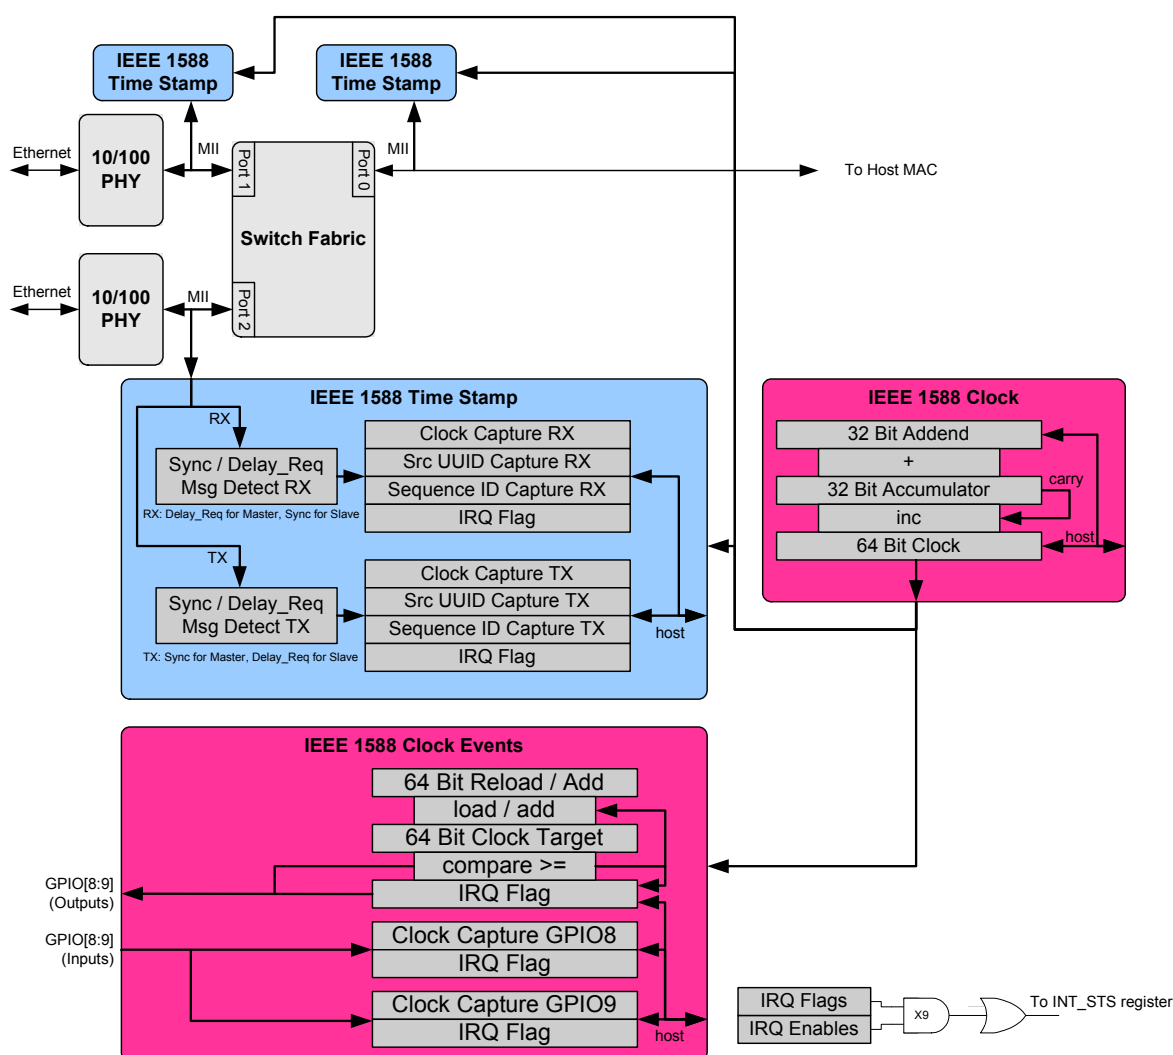 IEEE 1588
Time Stamp
IEEE 1588
Time Stamp
Ethernet
10/100
PHY
MII
Port 1
Port 0
MII
To Host MAC
Switch Fabric
Ethernet
10/100
PHY
MII
Port 2
IEEE 1588 Time Stamp
RX
Sync / Delay_Req
Msg Detect RX
RX: Delay_Req for Master, Sync for Slave
Clock Capture RX
Src UUID Capture RX
Sequence ID Capture RX
IRQ Flag
TX
Sync / Delay_Req
Msg Detect TX
TX: Sync for Master, Delay_Req for Slave
Clock Capture TX
Src UUID Capture TX
Sequence ID Capture TX
IRQ Flag
host
IEEE 1588 Clock
32 Bit Addend
+
32 Bit Accumulator
carry
inc
64 Bit Clock
host
IEEE 1588 Clock Events
64 Bit Reload / Add
load / add
64 Bit Clock Target
compare >=
IRQ Flag
GPIO[8:9]
(Outputs)
GPIO[8:9]
(Inputs)
Clock Capture GPIO8
IRQ Flag
Clock Capture GPIO9
IRQ Flag
host
IRQ Flags
IRQ Enables
X9
To INT_STS register